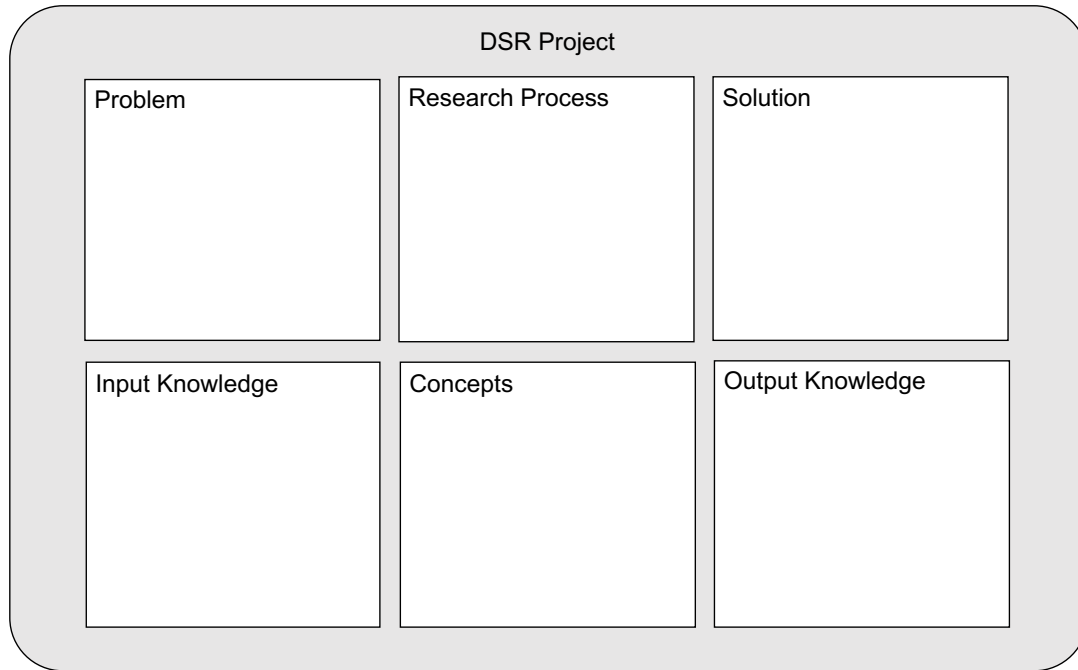 DSR Project
Problem
Research Process
Solution
Input Knowledge
Concepts
Output Knowledge